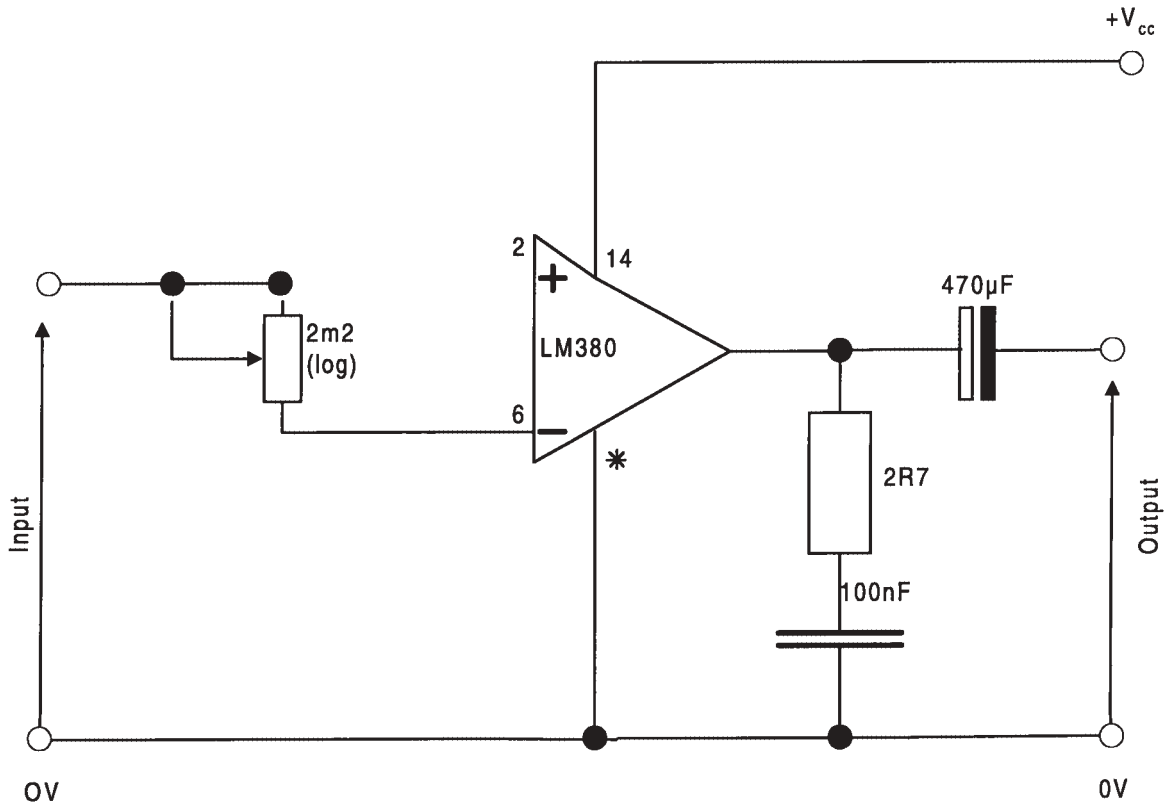 +Vcc
2
14
+
470µF
2m2
(log)
LM380
6
−
*
2R7
Input
Output
100nF
0V
0V